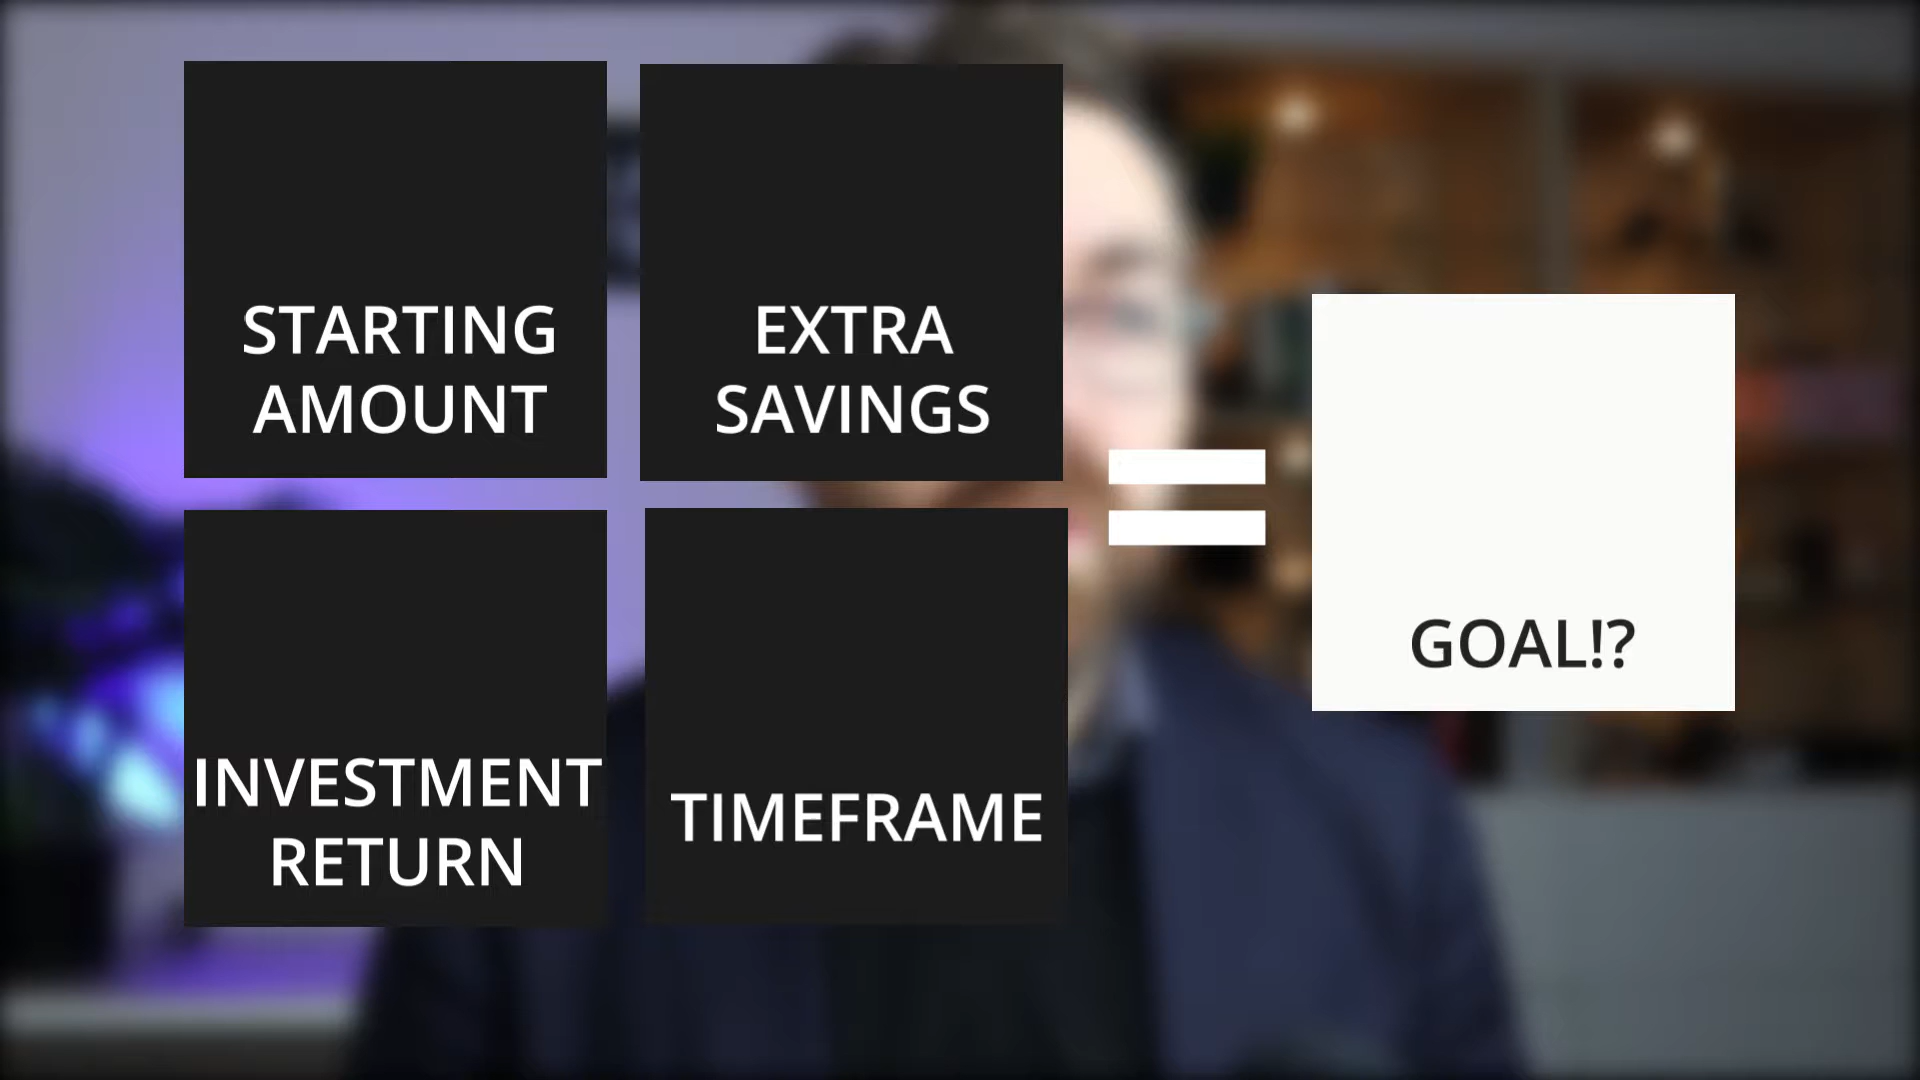 STARTING
AMOUNT
EXTRA
SAVINGS
INVESTMENT
RETURN
TIMEFRAME
GOAL!?